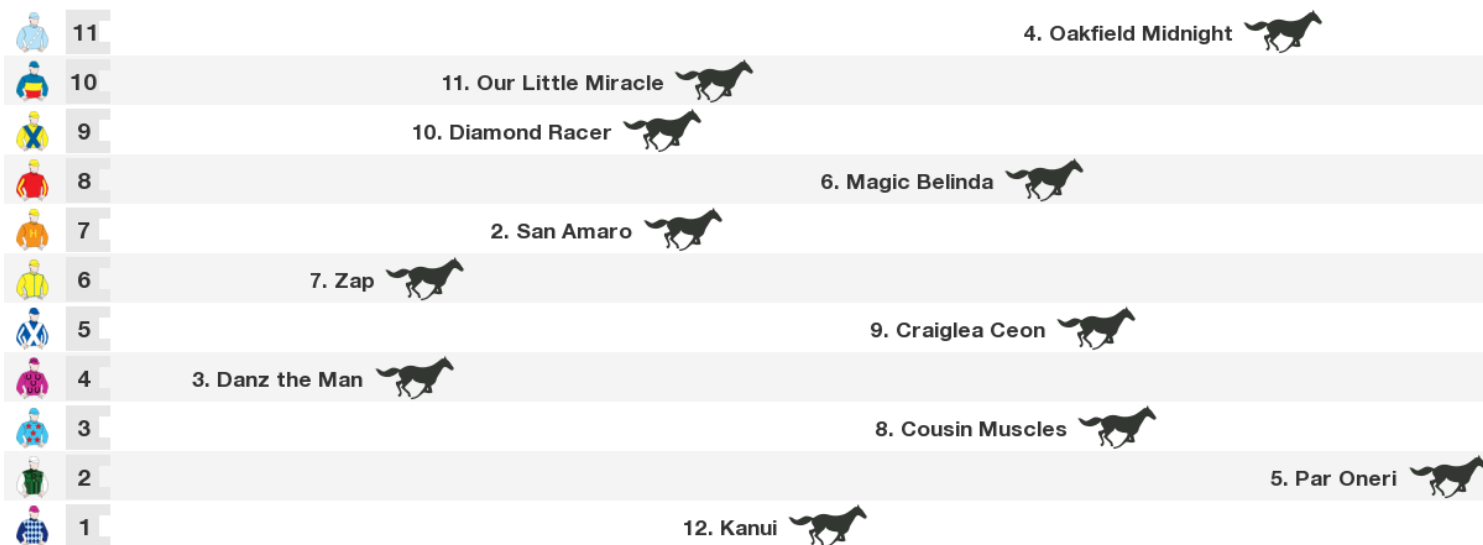 11 4. Oakfield Midnight
10 11. Our Little Miracle
9 10. Diamond Racer
8 6. Magic Belinda
7 2. San Amaro
6 7. Zap
5 9. Craiglea Ceon
4 3. Danz the Man
3 8. Cousin Muscles
2 5. Par Oneri
1 12. Kanui